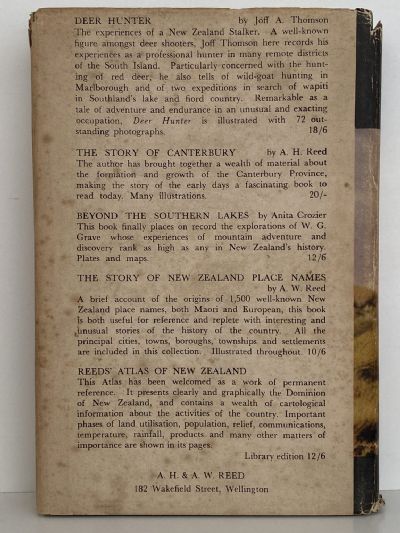 DEER HUNTER by Joff A. Thomson
The experiences of a New Zealand Stalker. A well-known
figure amongst deer shooters, Joff Thomson here records his
experiences as a professional hunter in many remote districts
of the South Island. Particularly concerned with the hunt-
ing of red deer, he also tells of wild-goat hunting in
Marlborough and of two expeditions in search of wapiti
in Southland's lake and fiord country. Remarkable as a
tale of adventure and endurance in an unusual and exacting
occupation, Deer Hunter is illustrated with 72 out-
standing photographs. 18/6
THE STORY OF CANTERBURY by A. H. Reed
The author has brought together a wealth of material about
the formation and growth of the Canterbury Province,
making the story of the early days a fascinating book to
read today. Many illustrations. 20/-
BEYOND THE SOUTHERN LAKES by Anita Crozier
This book finally places on record the explorations of W. G.
Grave whose experiences of mountain adventure and
discovery rank as high as any in New Zealand's history.
Plates and maps. 12/6
THE STORY OF NEW ZEALAND PLACE NAMES
by A. W. Reed
A brief account of the origins of 1,500 well-known New
Zealand place names, both Maori and European, this book
is both useful for reference and replete with interesting and
unusual stories of the history of the country. All the
principal cities, towns, boroughs, townships and settlements
are included in this collection. Illustrated throughout. 10/6
REEDS' ATLAS OF NEW ZEALAND
This Atlas has been welcomed as a work of permanent
reference. It presents clearly and graphically the Dominion
of New Zealand, and contains a wealth of cartological
information about the activities of the country. Important
phases of land utilisation, population, relief, communications,
temperature, rainfall, products and many other matters of
importance are shown in its pages.
Library edition 12/6
A. H. & A. W. REED
182 Wakefield Street, Wellington